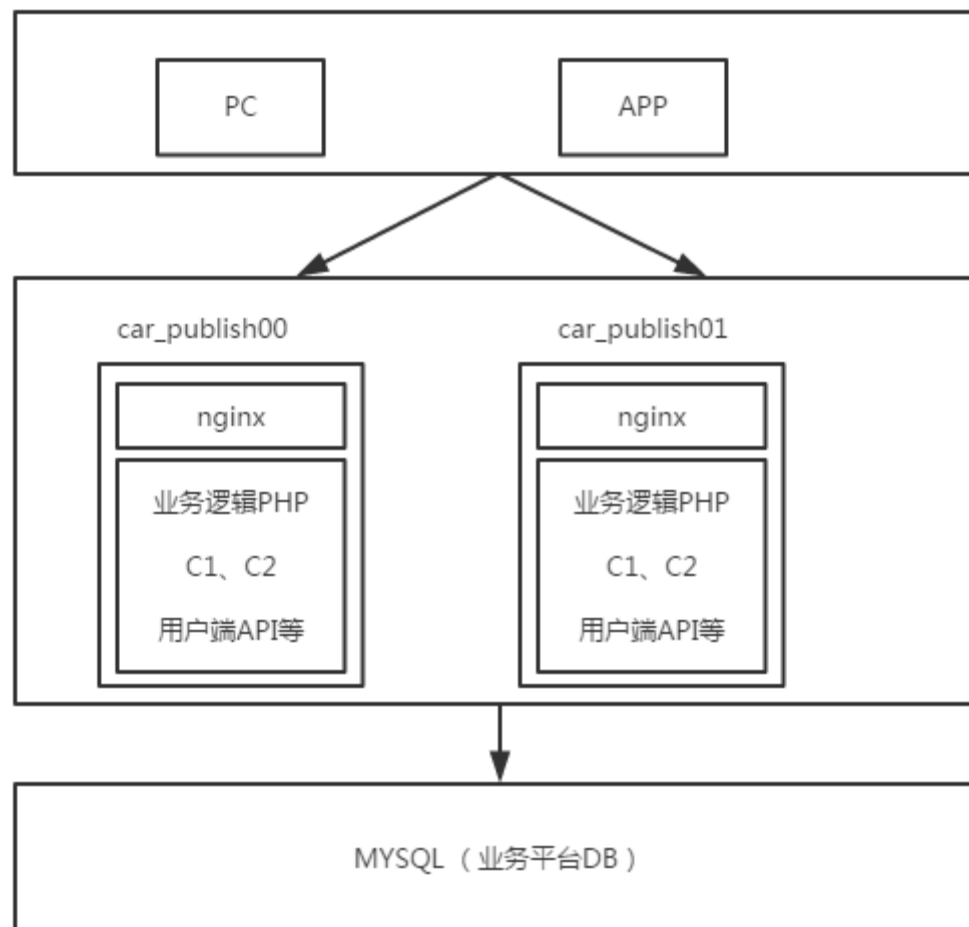 PC
APP
car_publish00
car_publish01
nginx
nginx
业务逻辑PHP
C1、C2
用户端API等
业务逻辑PHP
C1、C2
用户端API等
MYSQL（业务平台DB）